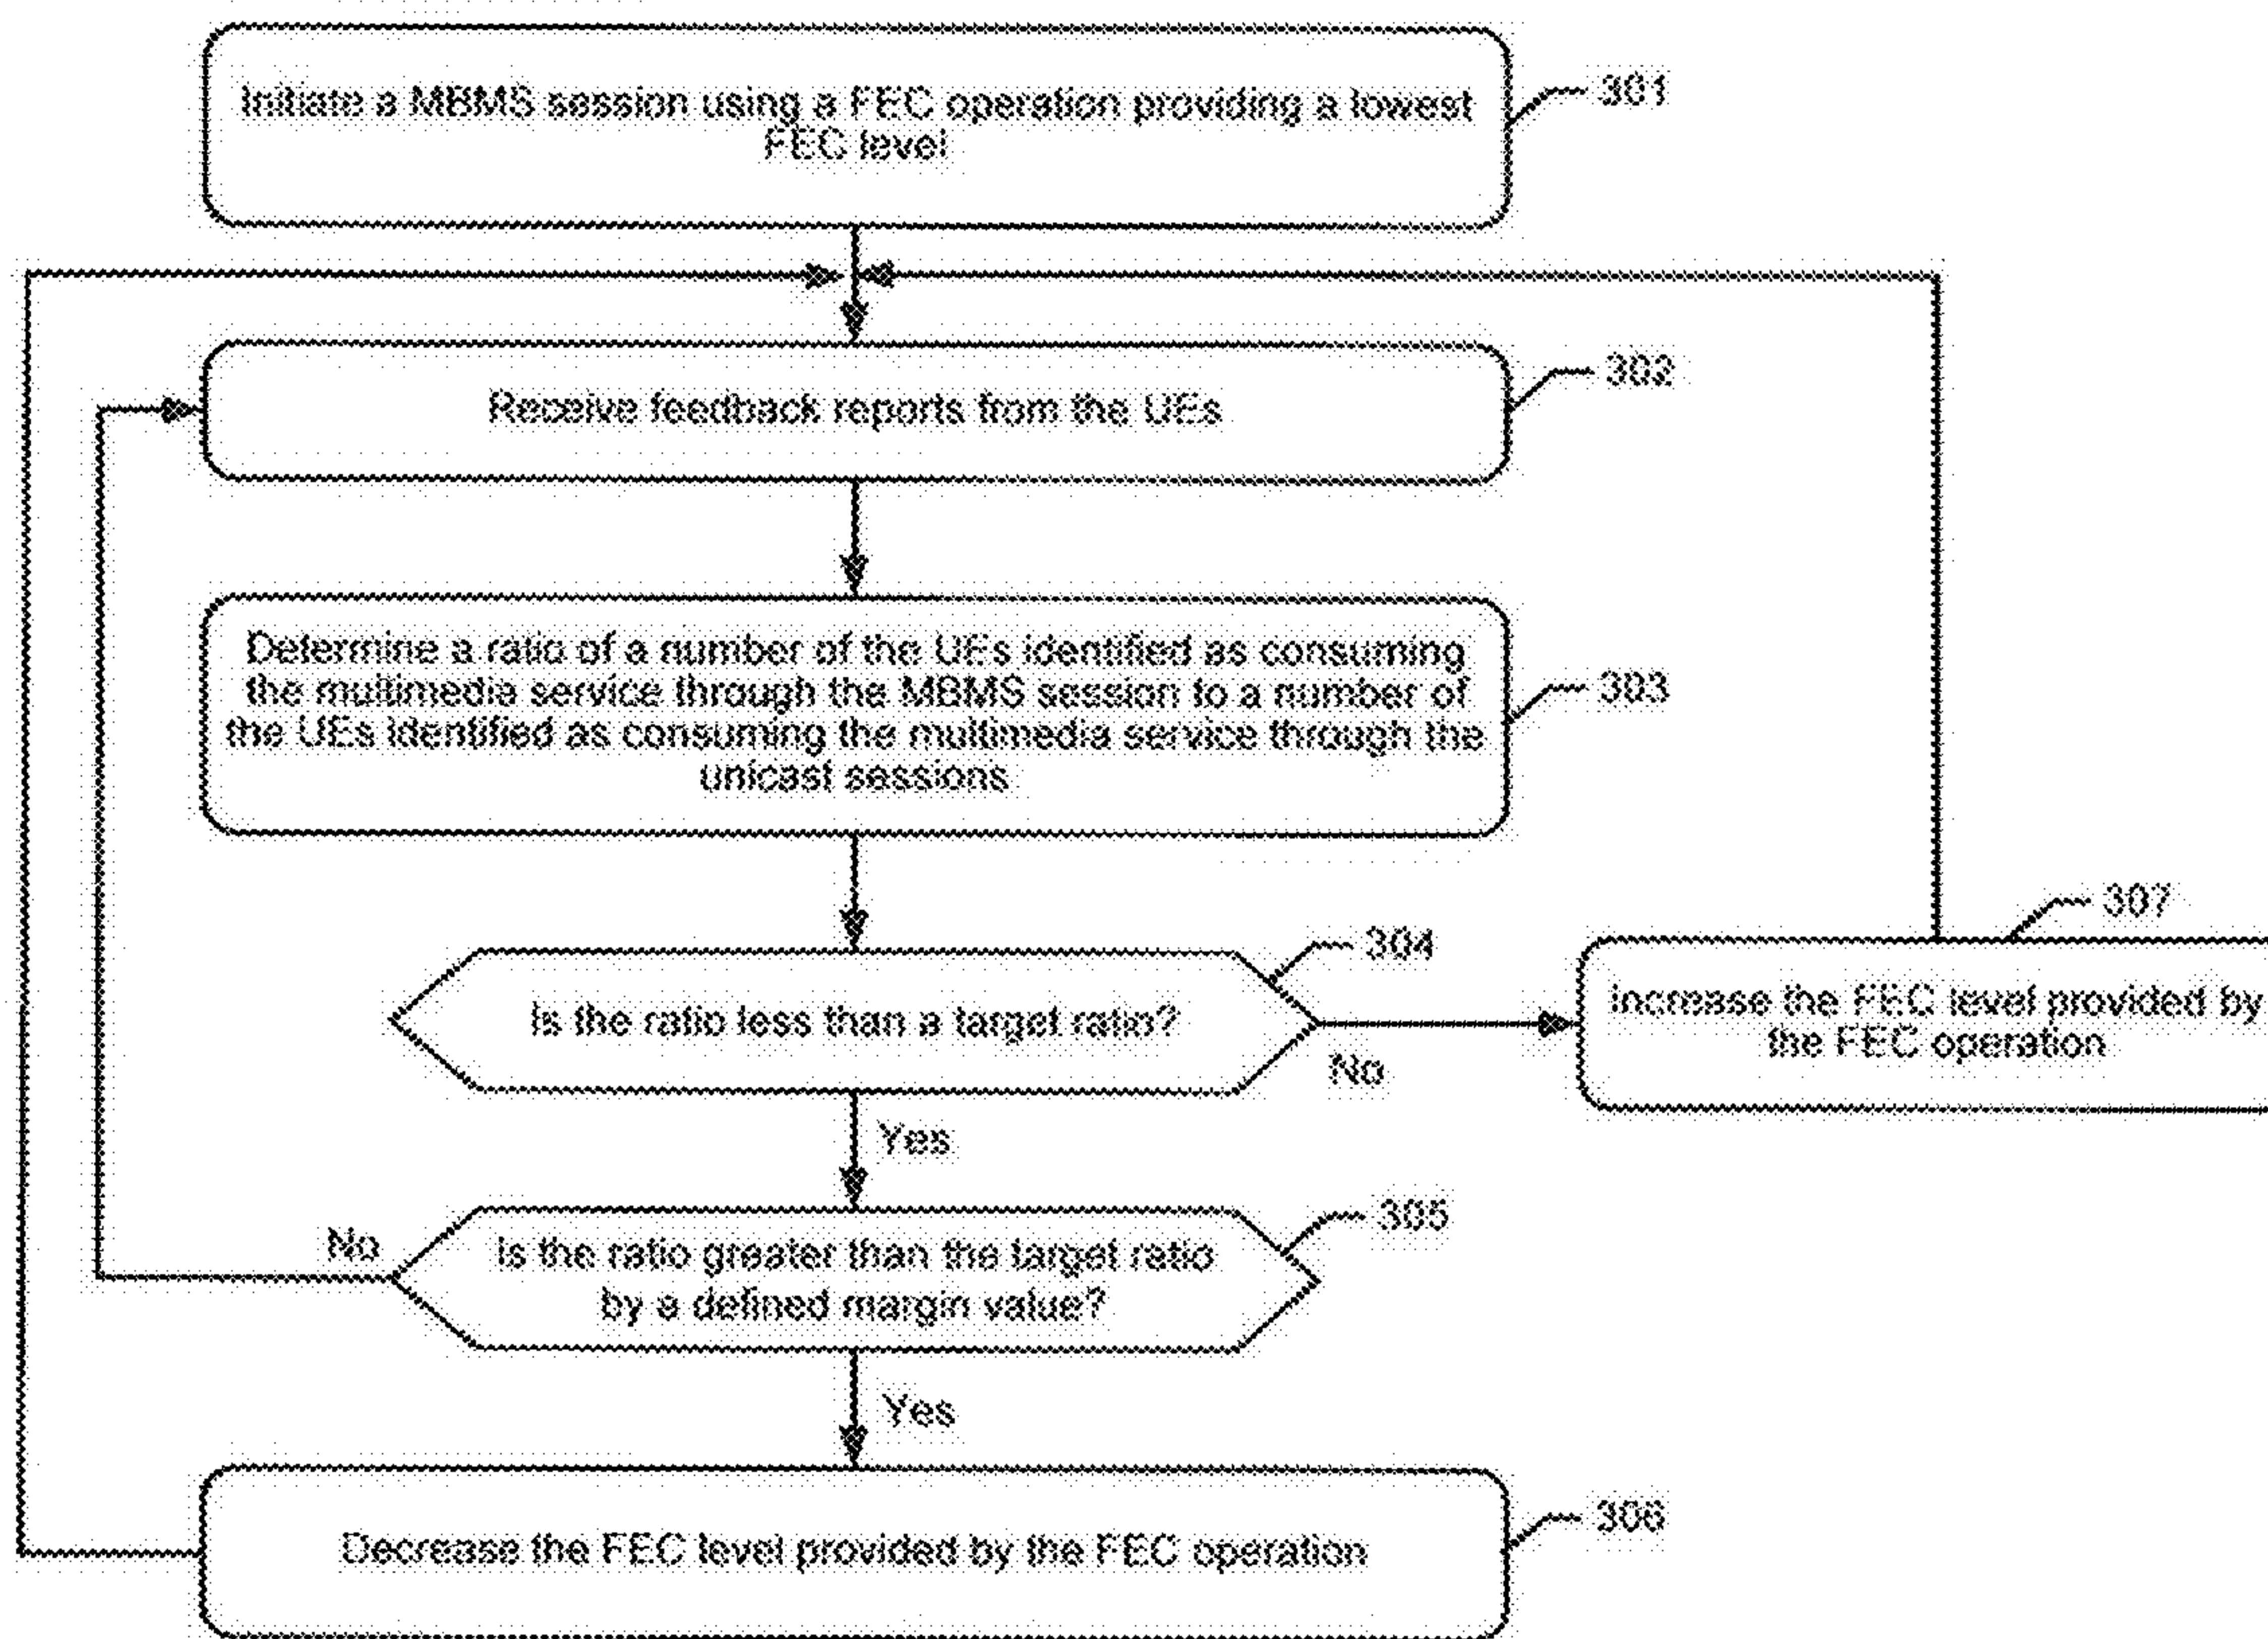 Initiate a MBMS session using a FEC operation providing a lowest
FEC level
301
Receive feedback reports from the UEs
302
Determine a ratio of a number of the UEs identified as consuming
the multimedia service through the MBMS session to a number of
the UEs identified as consuming the multimedia service through the
unicast sessions
303
Is the ratio less than a target ratio?
304
No
Increase the FEC level provided by
the FEC operation
307
Yes
Is the ratio greater than the target ratio
by a defined margin value?
305
No
Yes
Decrease the FEC level provided by the FEC operation
306